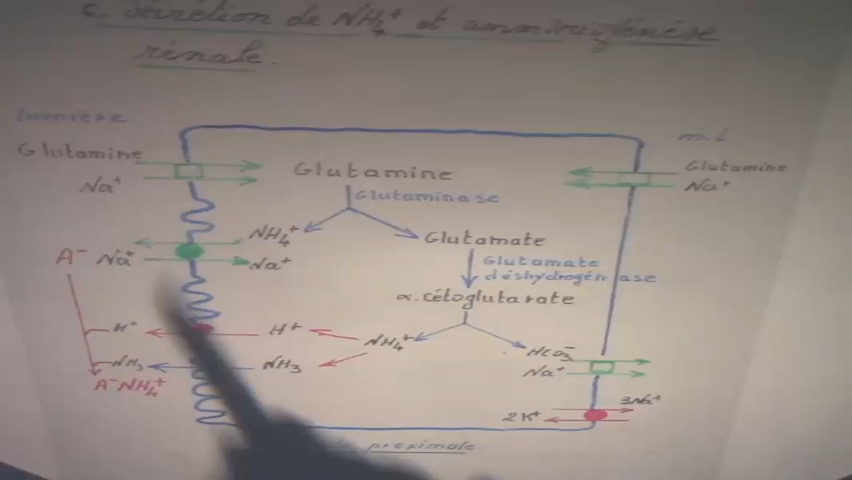 c. Sécrétion de NH₄⁺ et ammoniogénèse
rénale.
lumière
m.i
Glutamine
Na⁺
Glutamine
Glutamine
Na⁺
Glutaminase
NH₄⁺
Glutamate
A⁻ Na⁺
Na⁺
Glutamate
déshydrogénase
α.cétoglutarate
H⁺
H⁺
NH₄⁺
HCO₃⁻
NH₃
NH₃
Na⁺
A⁻NH₄⁺
2K⁺
3Na⁺
proximale